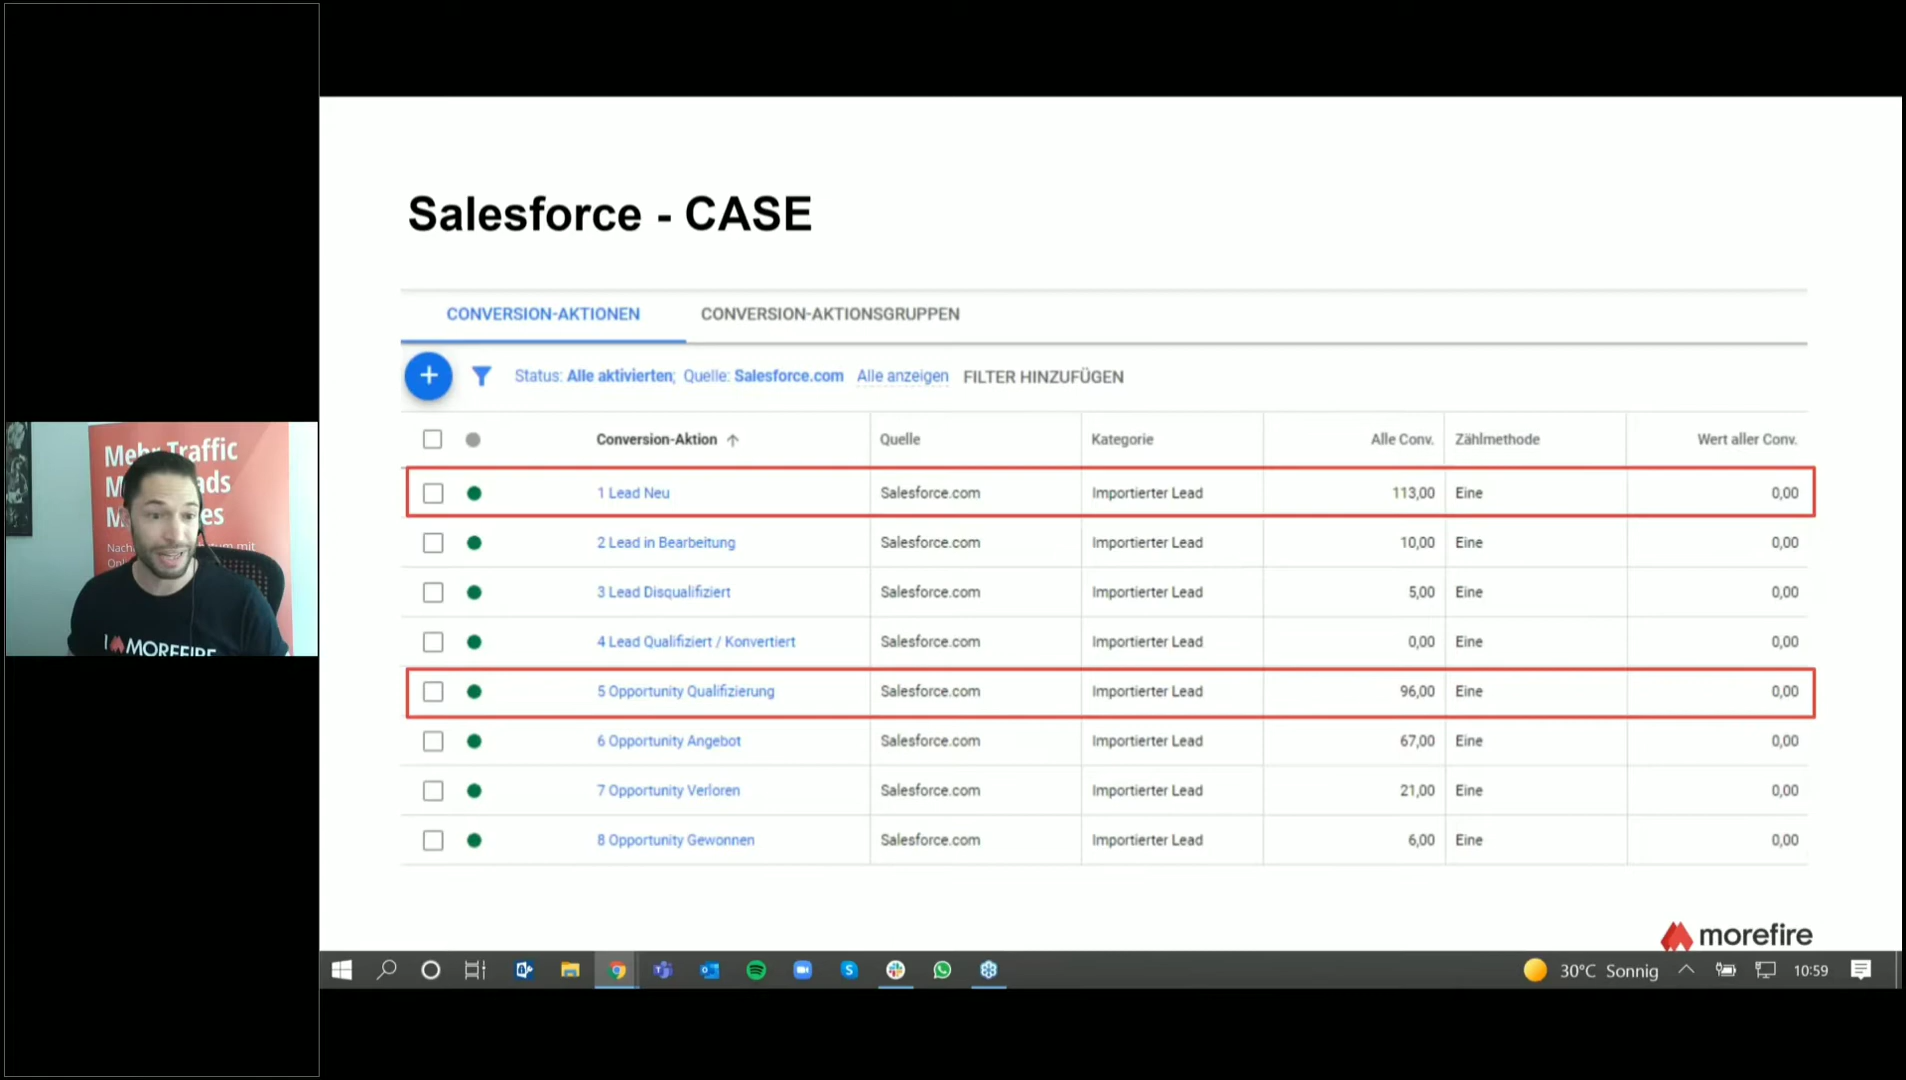 Salesforce - CASE
CONVERSION-AKTIONEN CONVERSION-AKTIONSGRUPPEN
+ Status: Alle aktivierten; Quelle: Salesforce.com Alle anzeigen FILTER HINZUFÜGEN
Conversion-Aktion ↑ Quelle Kategorie Alle Conv. Zählmethode Wert aller Conv.
1 Lead Neu Salesforce.com Importierter Lead 113,00 Eine 0,00
2 Lead in Bearbeitung Salesforce.com Importierter Lead 10,00 Eine 0,00
3 Lead Disqualifiziert Salesforce.com Importierter Lead 5,00 Eine 0,00
4 Lead Qualifiziert / Konvertiert Salesforce.com Importierter Lead 0,00 Eine 0,00
5 Opportunity Qualifizierung Salesforce.com Importierter Lead 96,00 Eine 0,00
6 Opportunity Angebot Salesforce.com Importierter Lead 67,00 Eine 0,00
7 Opportunity Verloren Salesforce.com Importierter Lead 21,00 Eine 0,00
8 Opportunity Gewonnen Salesforce.com Importierter Lead 6,00 Eine 0,00
morefire
30°C Sonnig 10:59
Mehr Traffic
I MOREFIRE